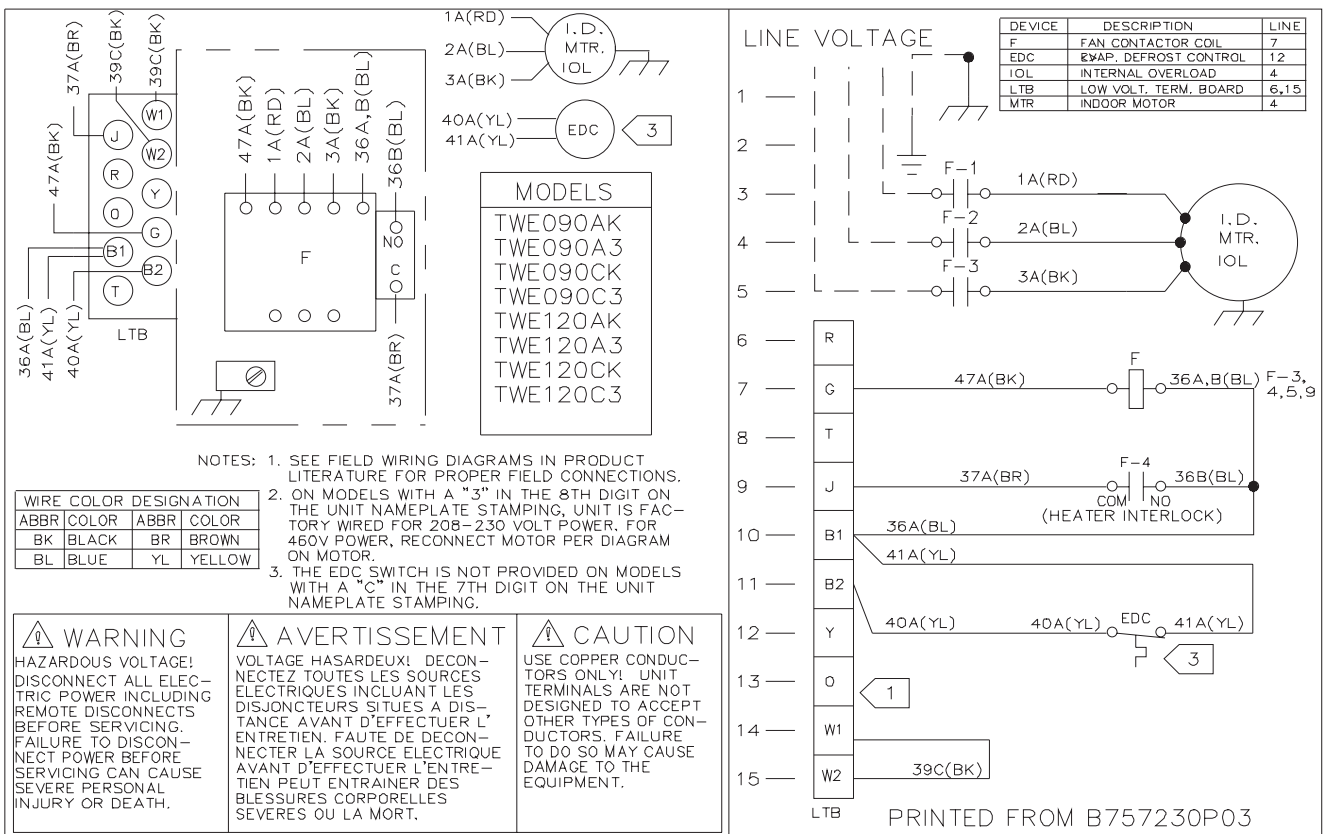 37A(BR)
39C(BK)
39C(BK)
47A(BK)
J
W1
R
W2
O
Y
B1
G
T
B2
LTB
36A(BL)
41A(YL)
40A(YL)
47A(BK)
1A(RD)
2A(BL)
3A(BK)
36A,B(BL)
36B(BL)
F
NO
C
37A(BR)
1A(RD)
2A(BL)
3A(BK)
I.D.
MTR.
IOL
40A(YL)
41A(YL)
EDC
3
MODELS
TWE090AK
TWE090A3
TWE090CK
TWE090C3
TWE120AK
TWE120A3
TWE120CK
TWE120C3
NOTES: 1. SEE FIELD WIRING DIAGRAMS IN PRODUCT
LITERATURE FOR PROPER FIELD CONNECTIONS.
2. ON MODELS WITH A "3" IN THE 8TH DIGIT ON
THE UNIT NAMEPLATE STAMPING, UNIT IS FAC-
TORY WIRED FOR 208-230 VOLT POWER. FOR
460V POWER, RECONNECT MOTOR PER DIAGRAM
ON MOTOR.
3. THE EDC SWITCH IS NOT PROVIDED ON MODELS
WITH A "C" IN THE 7TH DIGIT ON THE UNIT
NAMEPLATE STAMPING.
WIRE COLOR DESIGNATION
ABBR COLOR ABBR COLOR
BK BLACK BR BROWN
BL BLUE YL YELLOW
WARNING
HAZARDOUS VOLTAGE!
DISCONNECT ALL ELEC-
TRIC POWER INCLUDING
REMOTE DISCONNECTS
BEFORE SERVICING.
FAILURE TO DISCON-
NECT POWER BEFORE
SERVICING CAN CAUSE
SEVERE PERSONAL
INJURY OR DEATH.
AVERTISSEMENT
VOLTAGE HASARDEUX! DECON-
NECTEZ TOUTES LES SOURCES
ELECTRIQUES INCLUANT LES
DISJONCTEURS SITUES A DIS-
TANCE AVANT D'EFFECTUER L'
ENTRETIEN. FAUTE DE DECON-
NECTER LA SOURCE ELECTRIQUE
AVANT D'EFFECTUER L'ENTRE-
TIEN PEUT ENTRAINER DES
BLESSURES CORPORELLES
SEVERES OU LA MORT.
CAUTION
USE COPPER CONDUC-
TORS ONLY! UNIT
TERMINALS ARE NOT
DESIGNED TO ACCEPT
OTHER TYPES OF CON-
DUCTORS. FAILURE
TO DO SO MAY CAUSE
DAMAGE TO THE
EQUIPMENT.
LINE VOLTAGE
DEVICE DESCRIPTION LINE
F FAN CONTACTOR COIL 7
EDC EVAP. DEFROST CONTROL 12
IOL INTERNAL OVERLOAD 4
LTB LOW VOLT. TERM. BOARD 6,15
MTR INDOOR MOTOR 4
1
2
3
F-1
1A(RD)
4
F-2
2A(BL)
5
F-3
3A(BK)
I.D.
MTR.
IOL
6
R
7
G
47A(BK)
F
36A,B(BL)
F-3,
4,5,9
8
T
9
J
37A(BR)
F-4
COM NO
36B(BL)
(HEATER INTERLOCK)
10
B1
36A(BL)
41A(YL)
11
B2
12
Y
40A(YL)
40A(YL)
EDC
41A(YL)
3
13
O
1
14
W1
15
W2
39C(BK)
LTB
PRINTED FROM B757230P03